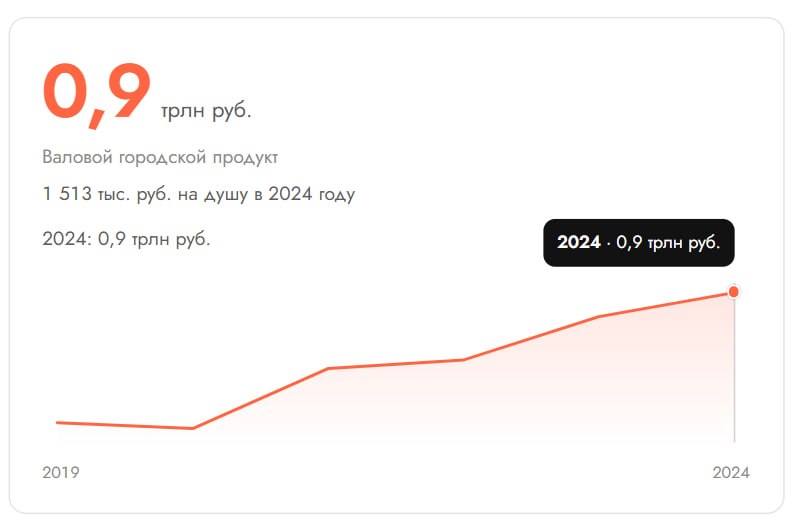 0,9 трлн руб.
Валовой городской продукт
1 513 тыс. руб. на душу в 2024 году
2024: 0,9 трлн руб.
2024 · 0,9 трлн руб.
2019
2024